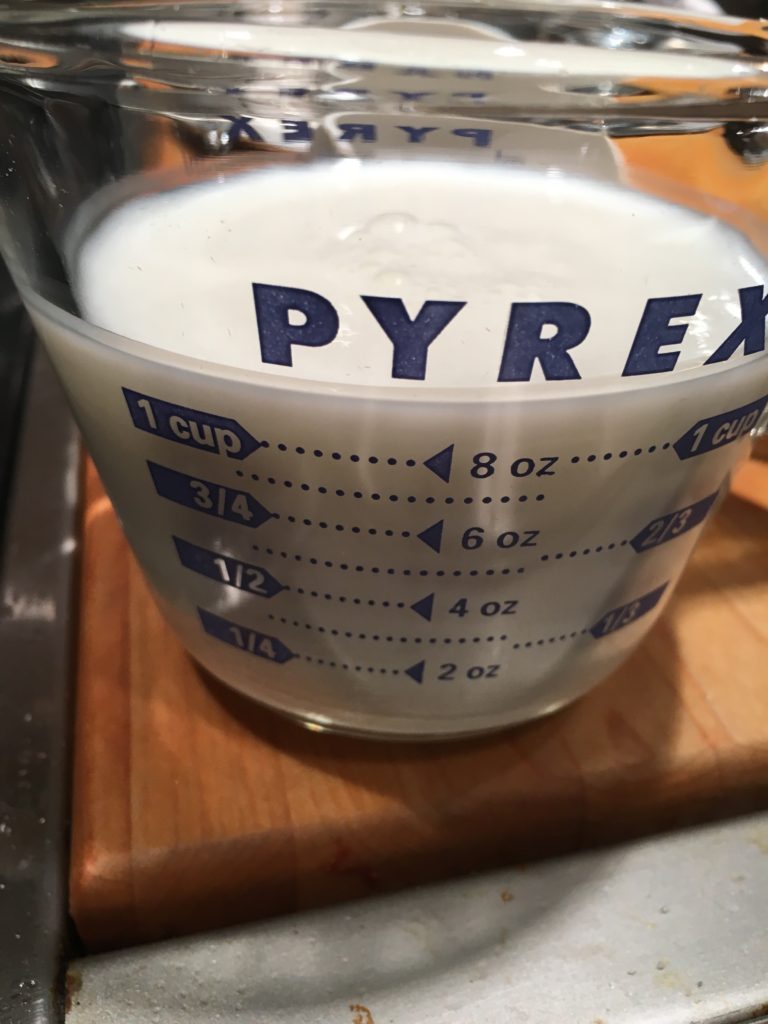 PYREX
PYREX
1 cup 8 oz 1 cup
3/4 6 oz 2/3
1/2 4 oz 1/3
1/4 2 oz